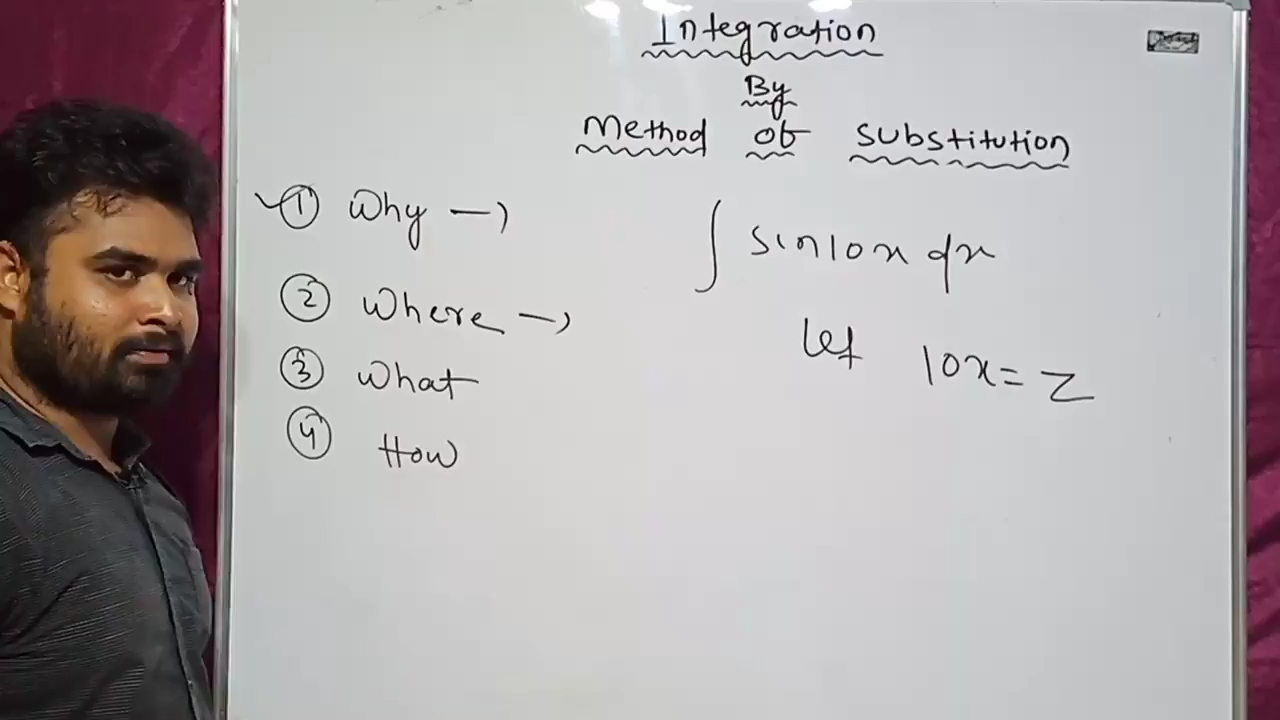 Integration
By
Method of Substitution
① Why →
∫ sin10x dx
② Where →
Let 10x = z
③ What
④ How